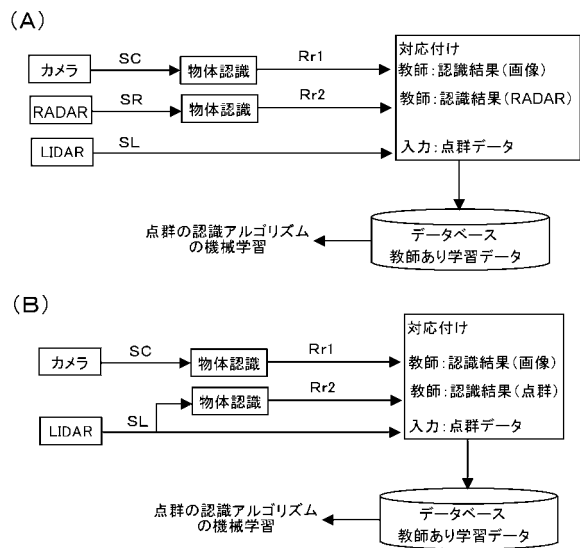 (A)
カメラ
SC
物体認識
Rr1
RADAR
SR
物体認識
Rr2
LIDAR
SL
対応付け
教師：認識結果(画像)
教師：認識結果(RADAR)
入力：点群データ
点群の認識アルゴリズム
の機械学習
データベース
教師あり学習データ
(B)
カメラ
SC
物体認識
Rr1
物体認識
Rr2
LIDAR
SL
対応付け
教師：認識結果(画像)
教師：認識結果(点群)
入力：点群データ
点群の認識アルゴリズム
の機械学習
データベース
教師あり学習データ